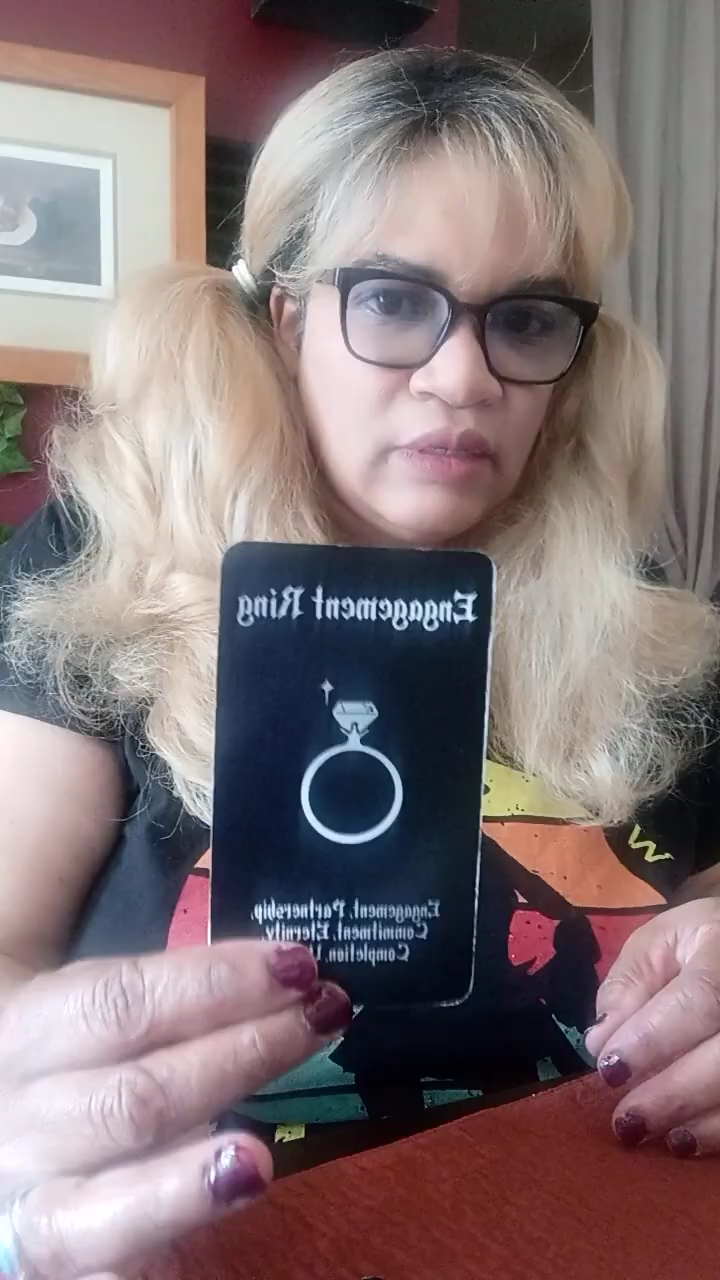 Engagement Ring
Engagement, Partnership,
Commitment, Eternity,
Completion,
W